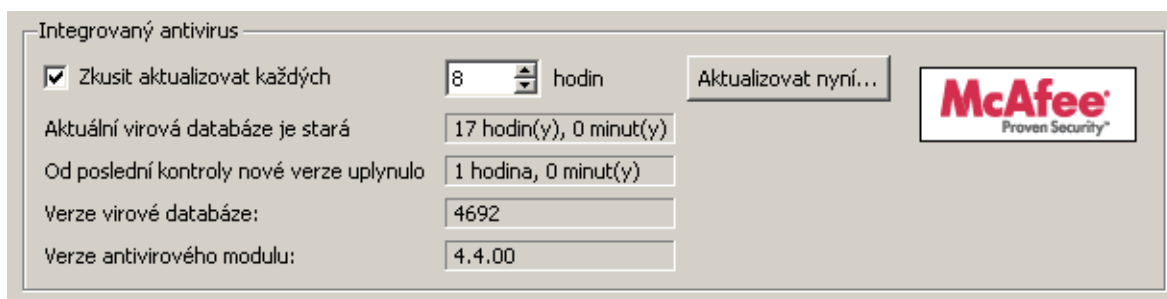 Integrovaný antivirus
Zkusit aktualizovat každých 8 hodin Aktualizovat nyní...
McAfee
Proven Security™
Aktuální virová databáze je stará 17 hodin(y), 0 minut(y)
Od poslední kontroly nové verze uplynulo 1 hodina, 0 minut(y)
Verze virové databáze: 4692
Verze antivirového modulu: 4.4.00